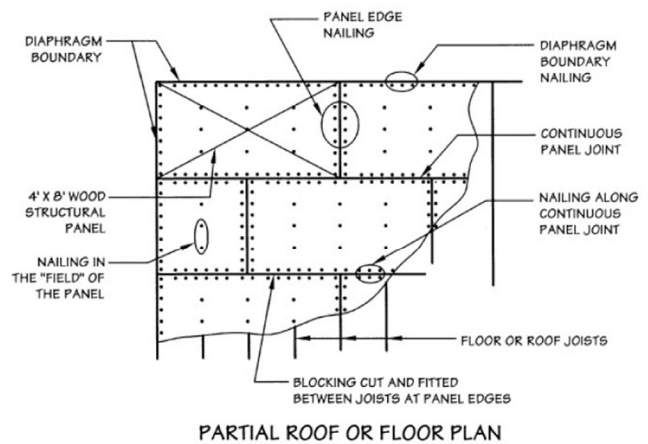 PANEL EDGE
NAILING
DIAPHRAGM
BOUNDARY
DIAPHRAGM
BOUNDARY
NAILING
CONTINUOUS
PANEL JOINT
4' X 8' WOOD
STRUCTURAL
PANEL
NAILING ALONG
CONTINUOUS
PANEL JOINT
NAILING IN
THE "FIELD" OF
THE PANEL
FLOOR OR ROOF JOISTS
BLOCKING CUT AND FITTED
BETWEEN JOISTS AT PANEL EDGES
PARTIAL ROOF OR FLOOR PLAN